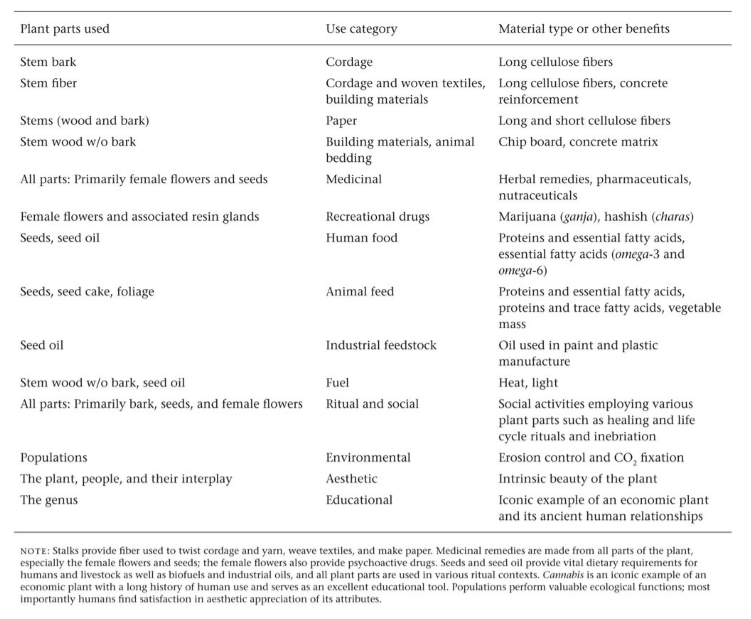 Plant parts used Use category Material type or other benefits
Stem bark Cordage Long cellulose fibers
Stem fiber Cordage and woven textiles, Long cellulose fibers, concrete
building materials reinforcement
Stems (wood and bark) Paper Long and short cellulose fibers
Stem wood w/o bark Building materials, animal Chip board, concrete matrix
bedding
All parts: Primarily female flowers and seeds Medicinal Herbal remedies, pharmaceuticals,
nutraceuticals
Female flowers and associated resin glands Recreational drugs Marijuana (ganja), hashish (charas)
Seeds, seed oil Human food Proteins and essential fatty acids,
essential fatty acids (omega-3 and
omega-6)
Seeds, seed cake, foliage Animal feed Proteins and essential fatty acids,
proteins and trace fatty acids, vegetable
mass
Seed oil Industrial feedstock Oil used in paint and plastic
manufacture
Stem wood w/o bark, seed oil Fuel Heat, light
All parts: Primarily bark, seeds, and female flowers Ritual and social Social activities employing various
plant parts such as healing and life
cycle rituals and inebriation
Populations Environmental Erosion control and CO₂ fixation
The plant, people, and their interplay Aesthetic Intrinsic beauty of the plant
The genus Educational Iconic example of an economic plant
and its ancient human relationships
NOTE: Stalks provide fiber used to twist cordage and yarn, weave textiles, and make paper. Medicinal remedies are made from all parts of the plant,
especially the female flowers and seeds; the female flowers also provide psychoactive drugs. Seeds and seed oil provide vital dietary requirements for
humans and livestock as well as biofuels and industrial oils, and all plant parts are used in various ritual contexts. Cannabis is an iconic example of an
economic plant with a long history of human use and serves as an excellent educational tool. Populations perform valuable ecological functions; most
importantly humans find satisfaction in aesthetic appreciation of its attributes.